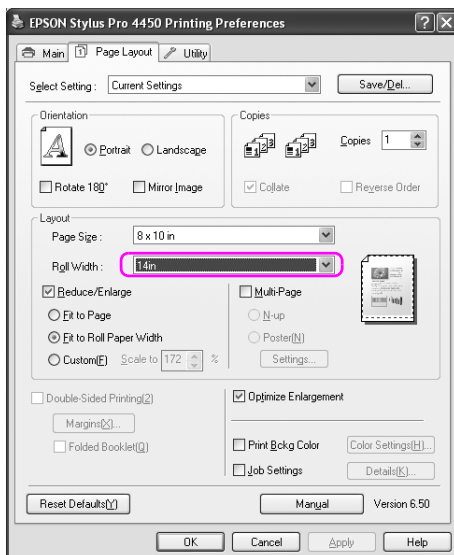 EPSON Stylus Pro 4450 Printing Preferences
Main Page Layout Utility
Select Setting : Current Settings Save/Del...
Orientation Copies
Portrait Landscape Copies 1
Rotate 180° Mirror Image Collate Reverse Order
Layout
Page Size : 8 x 10 in
Roll Width : 14in
Reduce/Enlarge Multi-Page
Fit to Page N-up
Fit to Roll Paper Width Poster(N)
Custom(F) Scale to 172 % Settings...
Double-Sided Printing(2) Optimize Enlargement
Margins(X)...
Folded Booklet(Q) Print Bckg Color Color Settings(H)...
Job Settings Details(K)...
Reset Defaults(Y) Manual Version 6.50
OK Cancel Apply Help